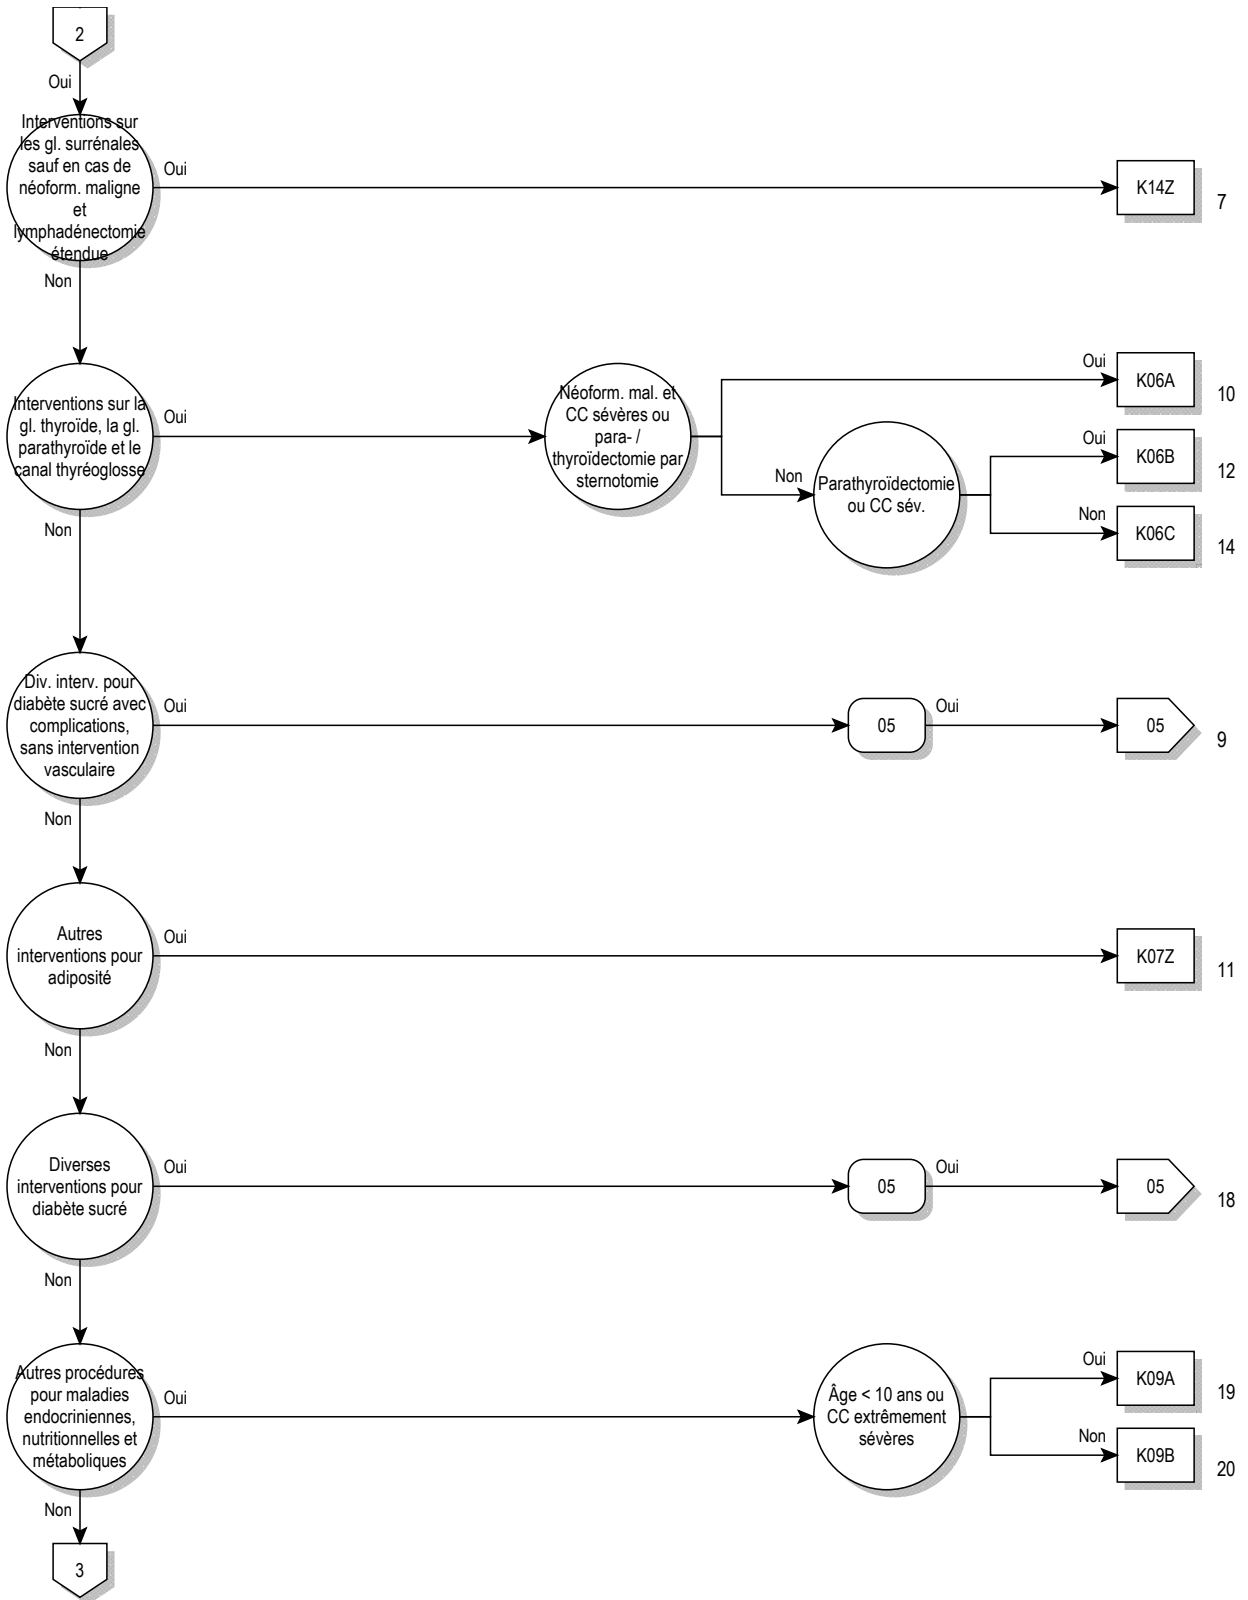 2
Oui
Interventions sur
les gl. surrénales
sauf en cas de
néoform. maligne
et
lymphadénectomie
étendue
Oui
K14Z
7
Non
Interventions sur la
gl. thyroïde, la gl.
parathyroïde et le
canal thyréoglosse
Oui
Néoform. mal. et
CC sévères ou
para- /
thyroïdectomie par
sternotomie
Oui
K06A
10
Non
Parathyroïdectomie
ou CC sév.
Oui
K06B
12
Non
K06C
14
Non
Div. interv. pour
diabète sucré avec
complications,
sans intervention
vasculaire
Oui
05
Oui
05
9
Non
Autres
interventions pour
adiposité
Oui
K07Z
11
Non
Diverses
interventions pour
diabète sucré
Oui
05
Oui
05
18
Non
Autres procédures
pour maladies
endocriniennes,
nutritionnelles et
métaboliques
Oui
Âge < 10 ans ou
CC extrêmement
sévères
Oui
K09A
19
Non
K09B
20
Non
3